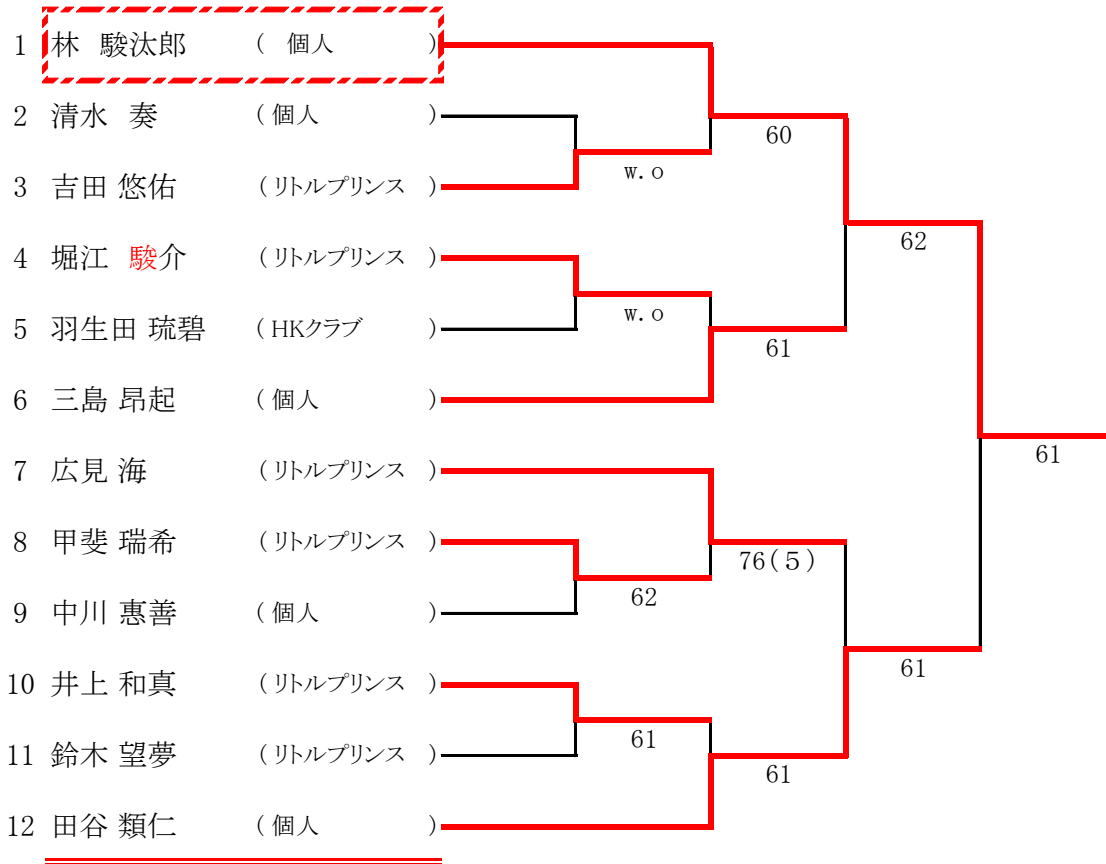 1 林 駿汰郎 ( 個人 )
60
2 清水 奏 ( 個人 )
w.o
3 吉田 悠佑 ( リトルプリンス )
62
4 堀江 駿介 ( リトルプリンス )
w.o
5 羽生田 琉碧 ( HKクラブ )
61
6 三島 昂起 ( 個人 )
61
7 広見 海 ( リトルプリンス )
8 甲斐 瑞希 ( リトルプリンス )
76(５)
62
9 中川 惠善 ( 個人 )
61
10 井上 和真 ( リトルプリンス )
61
11 鈴木 望夢 ( リトルプリンス )
61
12 田谷 類仁 ( 個人 )